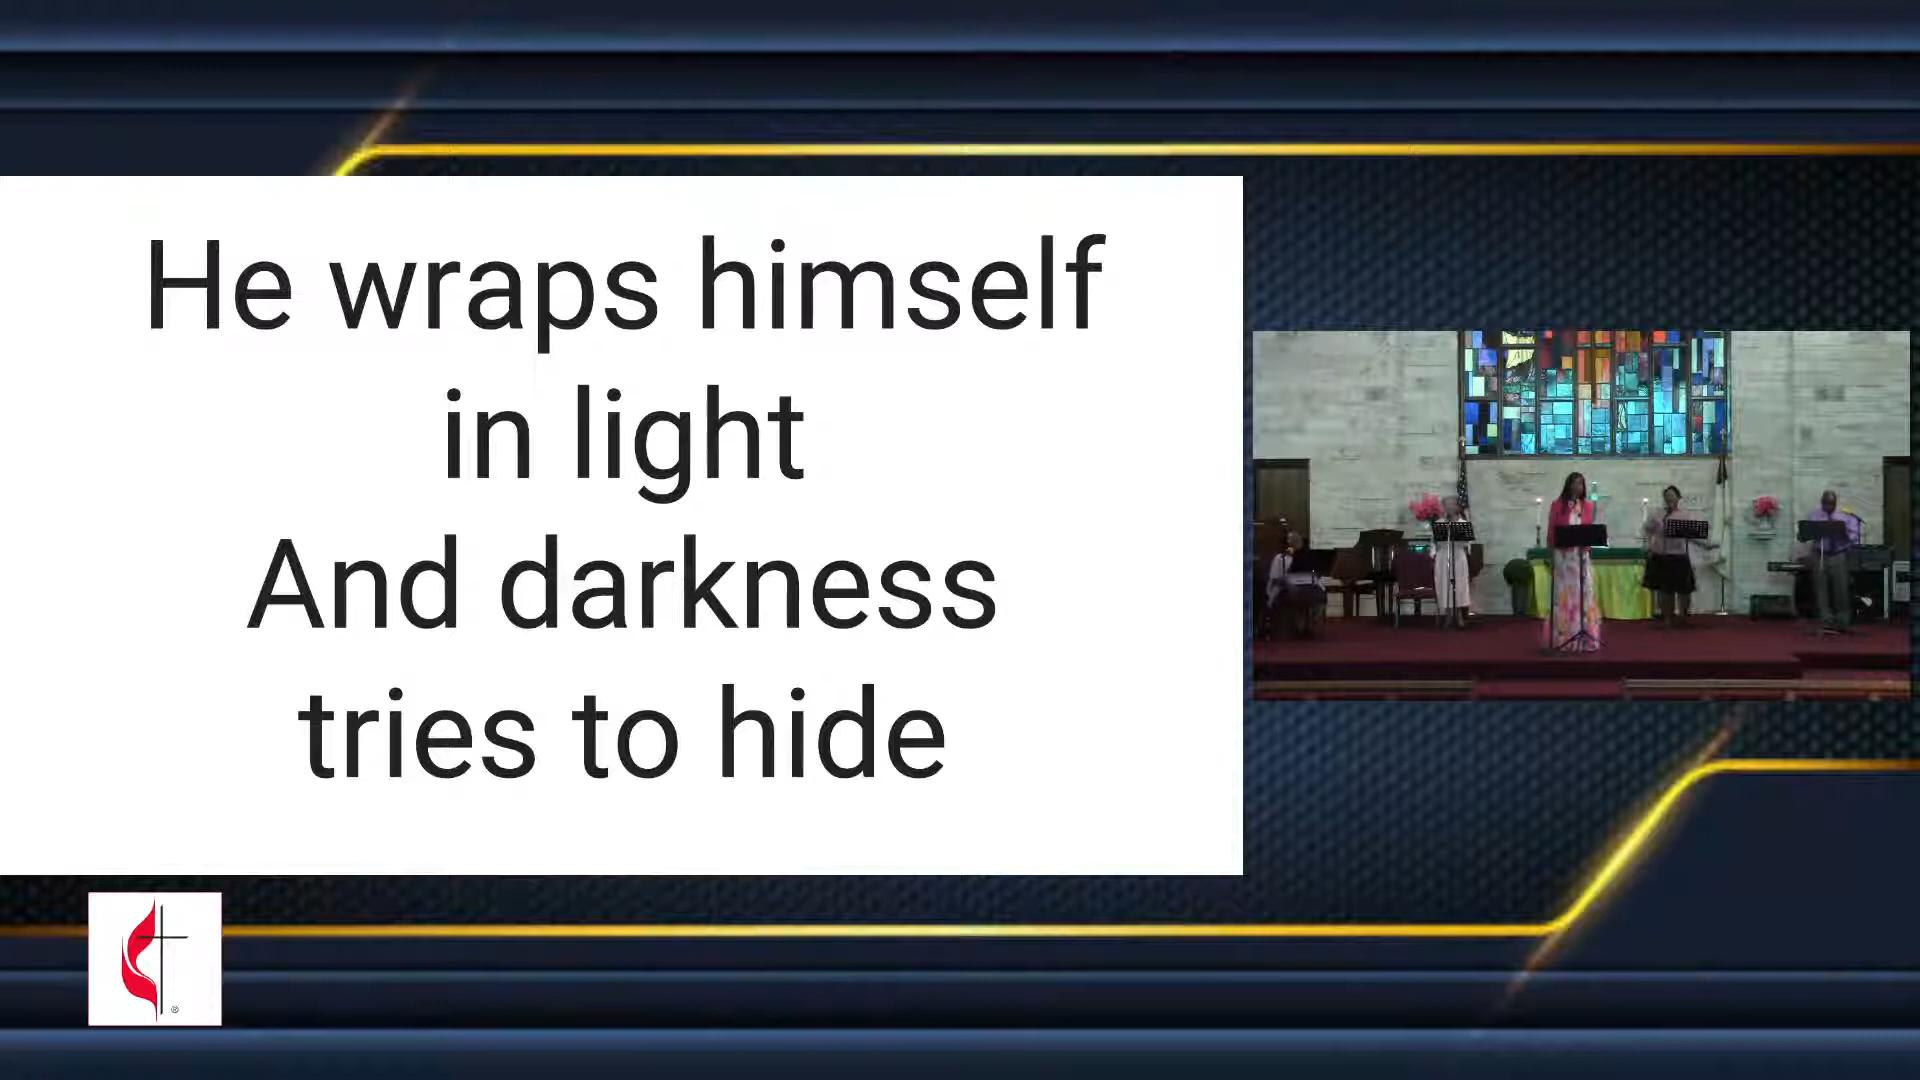 He wraps himself
in light
And darkness
tries to hide
®